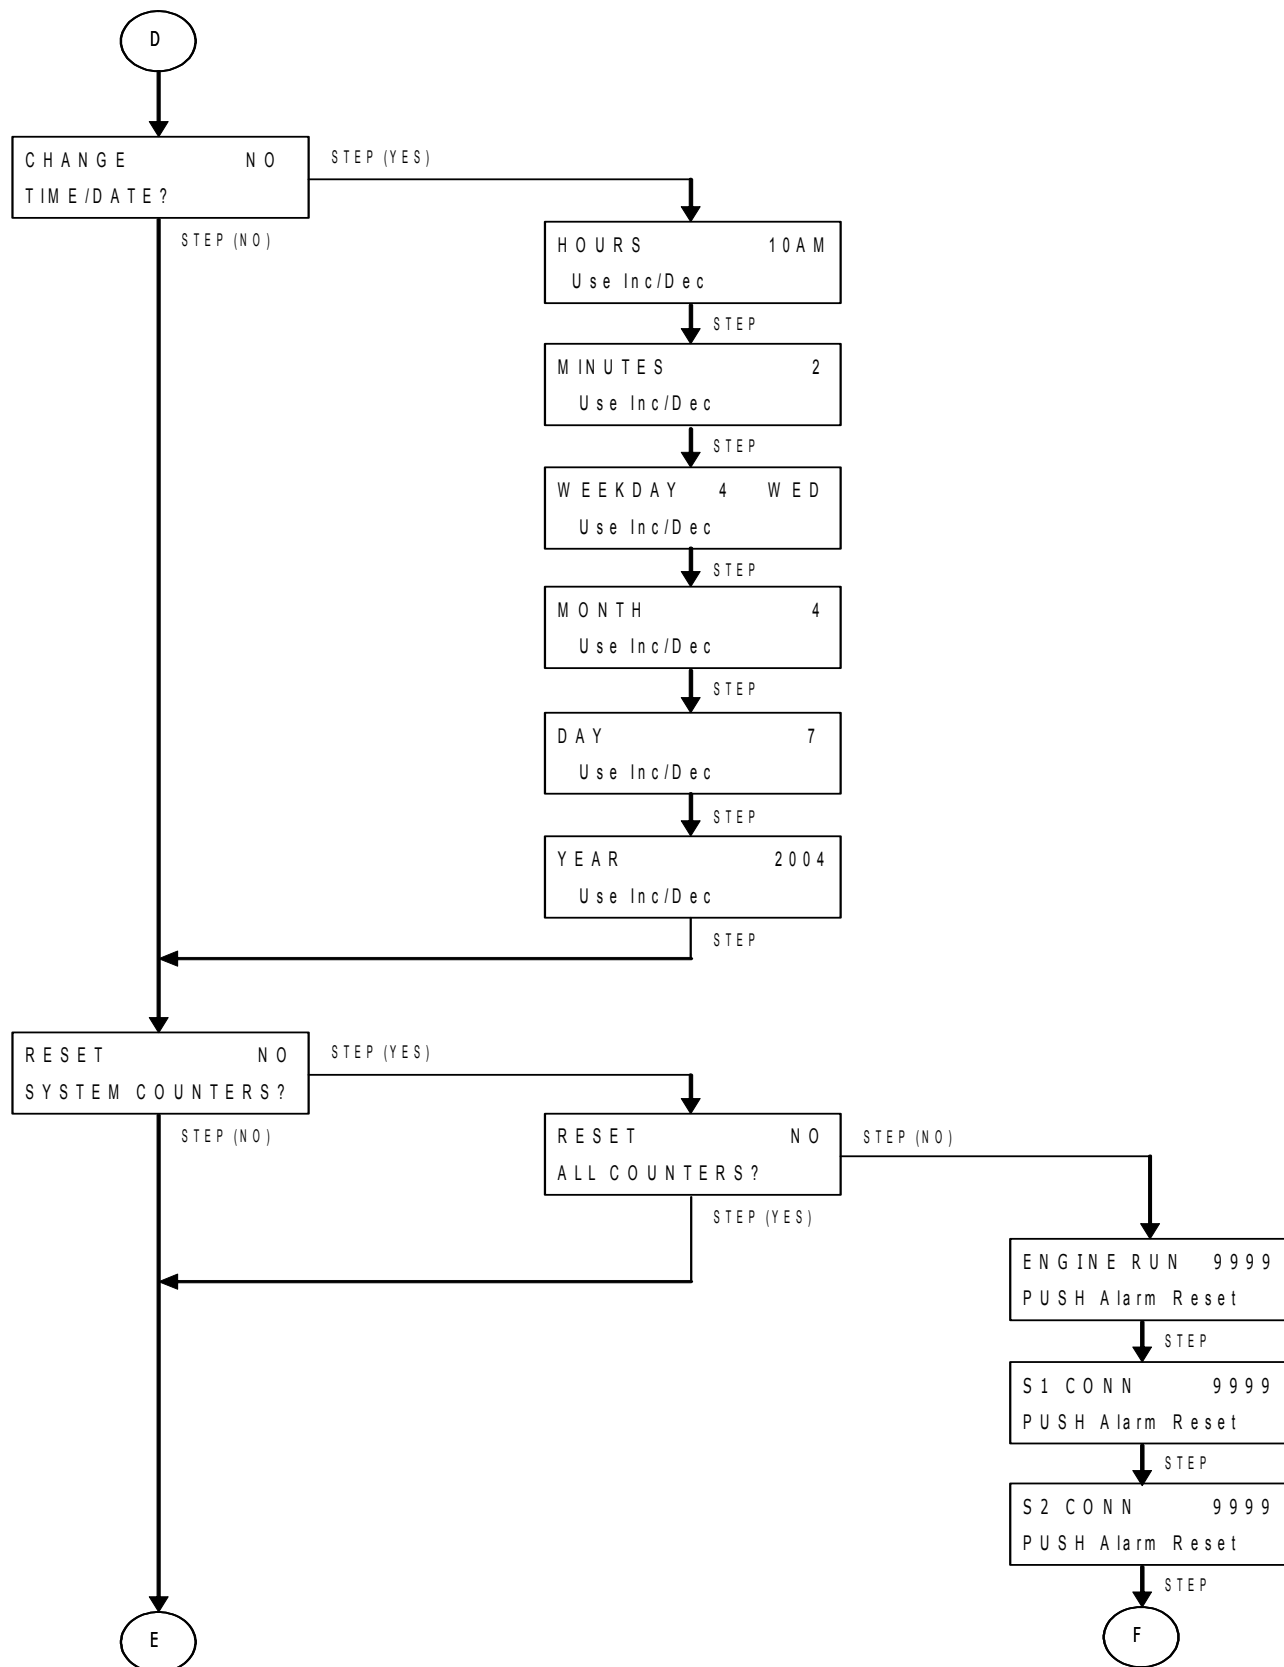 D
CHANGE NO
TIME/DATE?
STEP (YES)
STEP (NO)
HOURS 10AM
Use Inc/Dec
STEP
MINUTES 2
Use Inc/Dec
STEP
WEEKDAY 4 WED
Use Inc/Dec
STEP
MONTH 4
Use Inc/Dec
STEP
DAY 7
Use Inc/Dec
STEP
YEAR 2004
Use Inc/Dec
STEP
RESET NO
SYSTEM COUNTERS?
STEP (YES)
STEP (NO)
RESET NO
ALL COUNTERS?
STEP (NO)
STEP (YES)
ENGINE RUN 9999
PUSH Alarm Reset
STEP
S1 CONN 9999
PUSH Alarm Reset
STEP
S2 CONN 9999
PUSH Alarm Reset
STEP
E
F